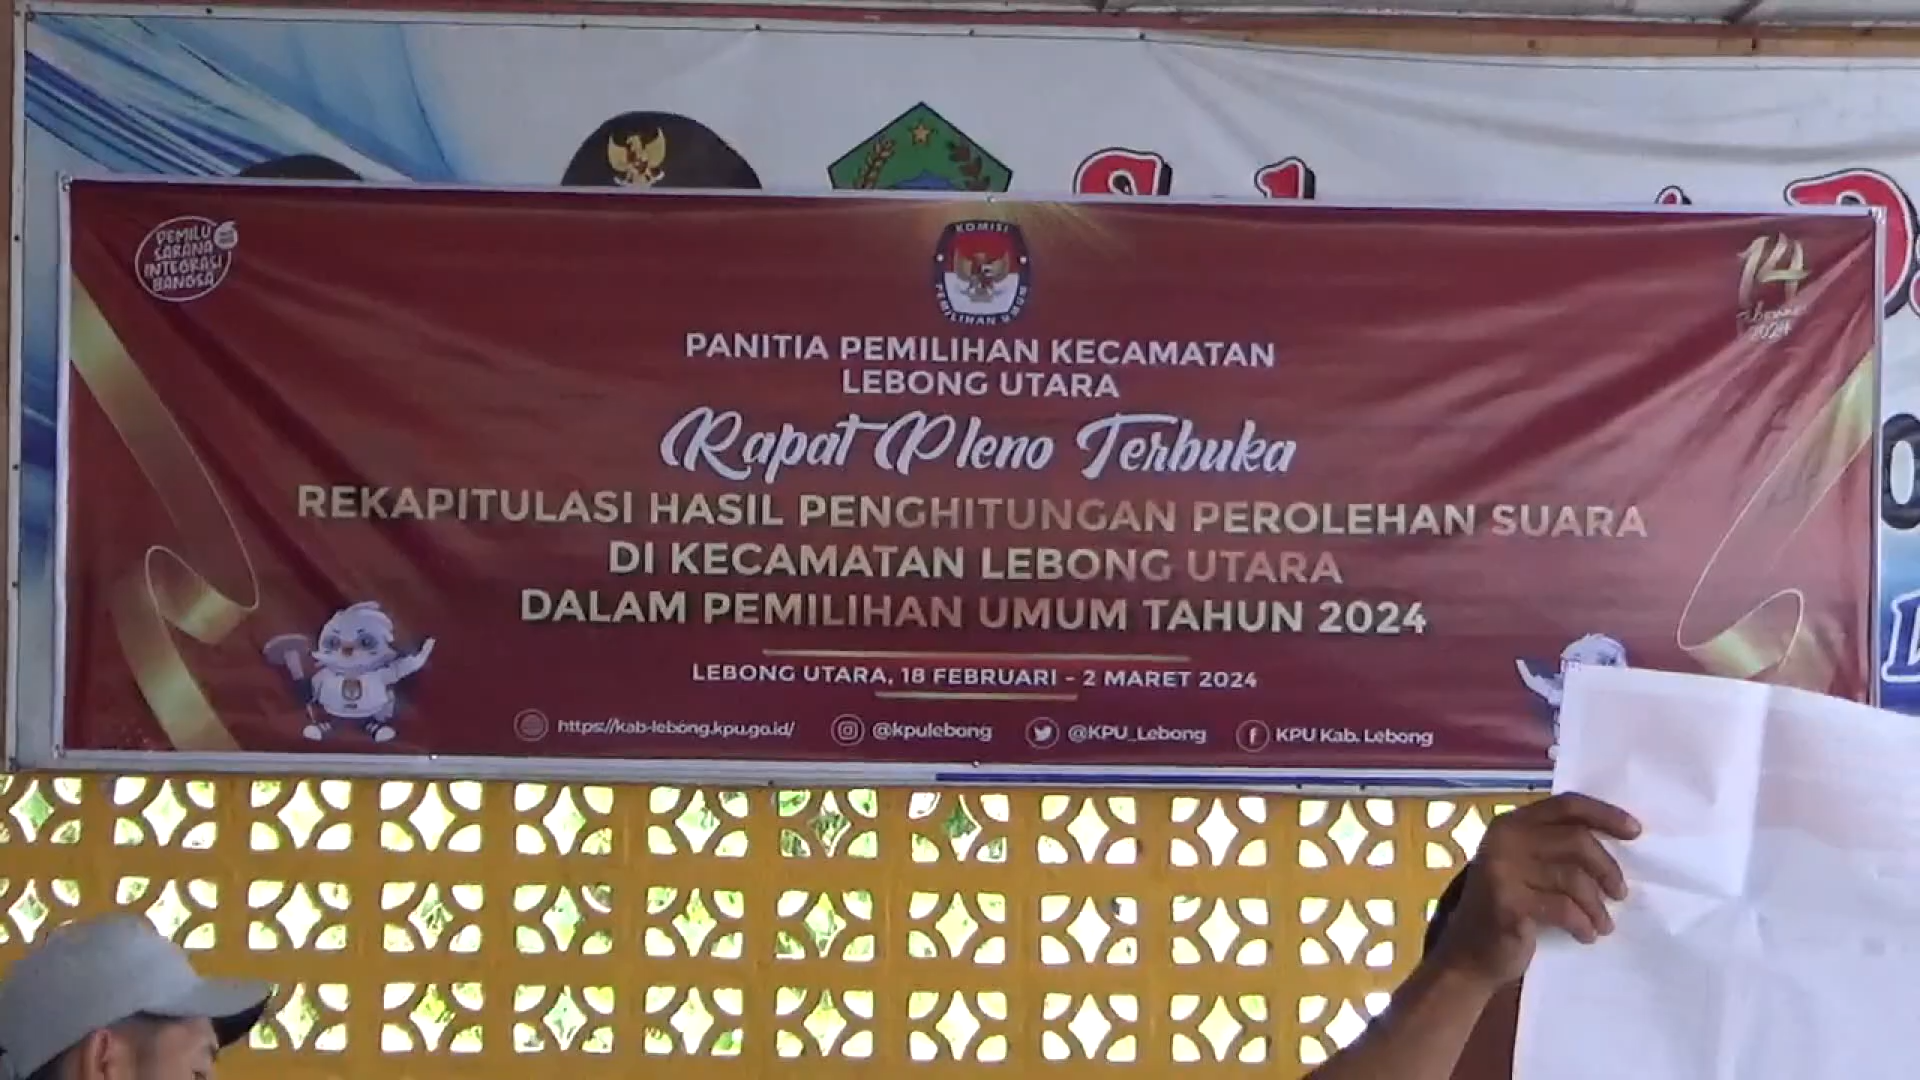 PEMILU
SARANA
INTEGRASI
BANGSA
KOMISI
PEMILIHAN UMUM
14
2024
PANITIA PEMILIHAN KECAMATAN
LEBONG UTARA
Rapat Pleno Terbuka
REKAPITULASI HASIL PENGHITUNGAN PEROLEHAN SUARA
DI KECAMATAN LEBONG UTARA
DALAM PEMILIHAN UMUM TAHUN 2024
LEBONG UTARA, 18 FEBRUARI - 2 MARET 2024
https://kab-lebong.kpu.go.id/ @kpulebong @KPU_Lebong KPU Kab. Lebong